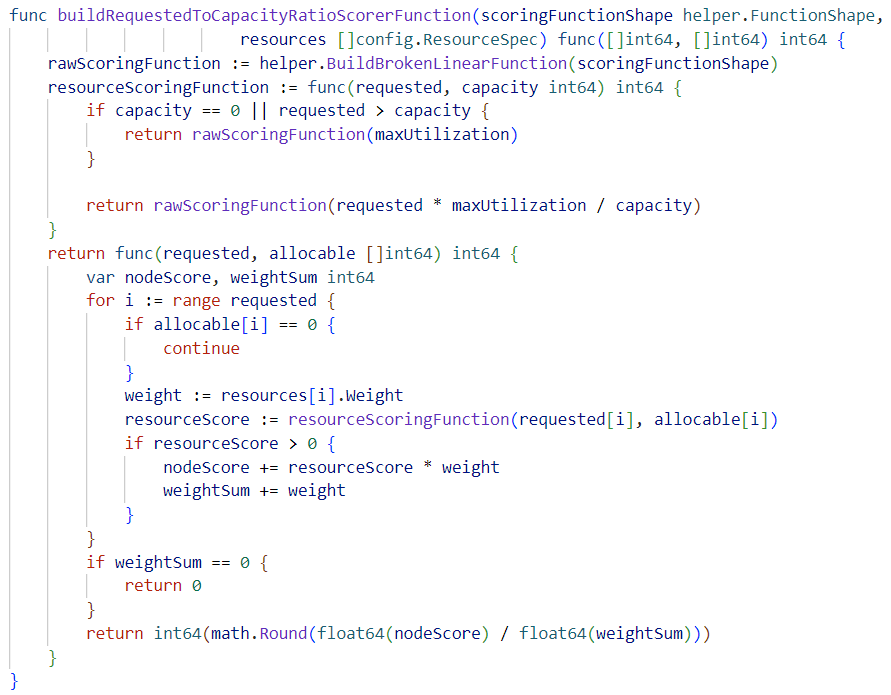 func buildRequestedToCapacityRatioScorerFunction(scoringFunctionShape helper.FunctionShape,
                        resources []config.ResourceSpec) func([]int64, []int64) int64 {
    rawScoringFunction := helper.BuildBrokenLinearFunction(scoringFunctionShape)
    resourceScoringFunction := func(requested, capacity int64) int64 {
        if capacity == 0 || requested > capacity {
            return rawScoringFunction(maxUtilization)
        }

        return rawScoringFunction(requested * maxUtilization / capacity)
    }
    return func(requested, allocable []int64) int64 {
        var nodeScore, weightSum int64
        for i := range requested {
            if allocable[i] == 0 {
                continue
            }
            weight := resources[i].Weight
            resourceScore := resourceScoringFunction(requested[i], allocable[i])
            if resourceScore > 0 {
                nodeScore += resourceScore * weight
                weightSum += weight
            }
        }
        if weightSum == 0 {
            return 0
        }
        return int64(math.Round(float64(nodeScore) / float64(weightSum)))
    }
}